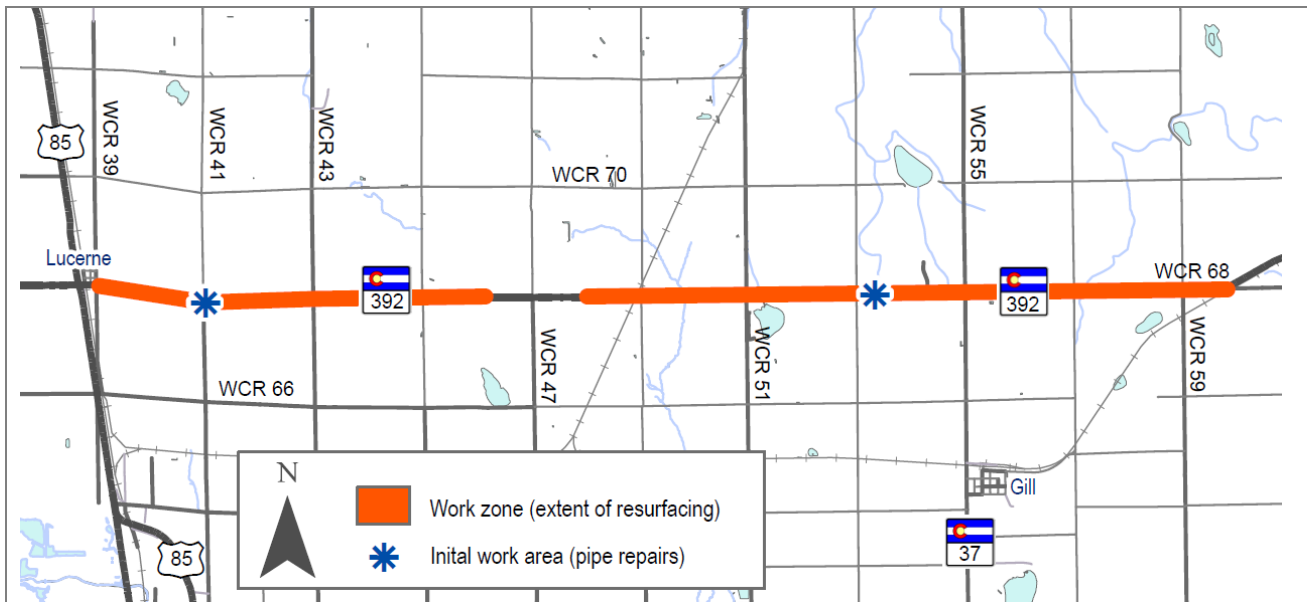 WCR 39
WCR 41
WCR 43
WCR 55
85
WCR 70
Lucerne
392
392
WCR 68
WCR 47
WCR 51
WCR 59
WCR 66
N
Work zone (extent of resurfacing)
Inital work area (pipe repairs)
Gill
37
85